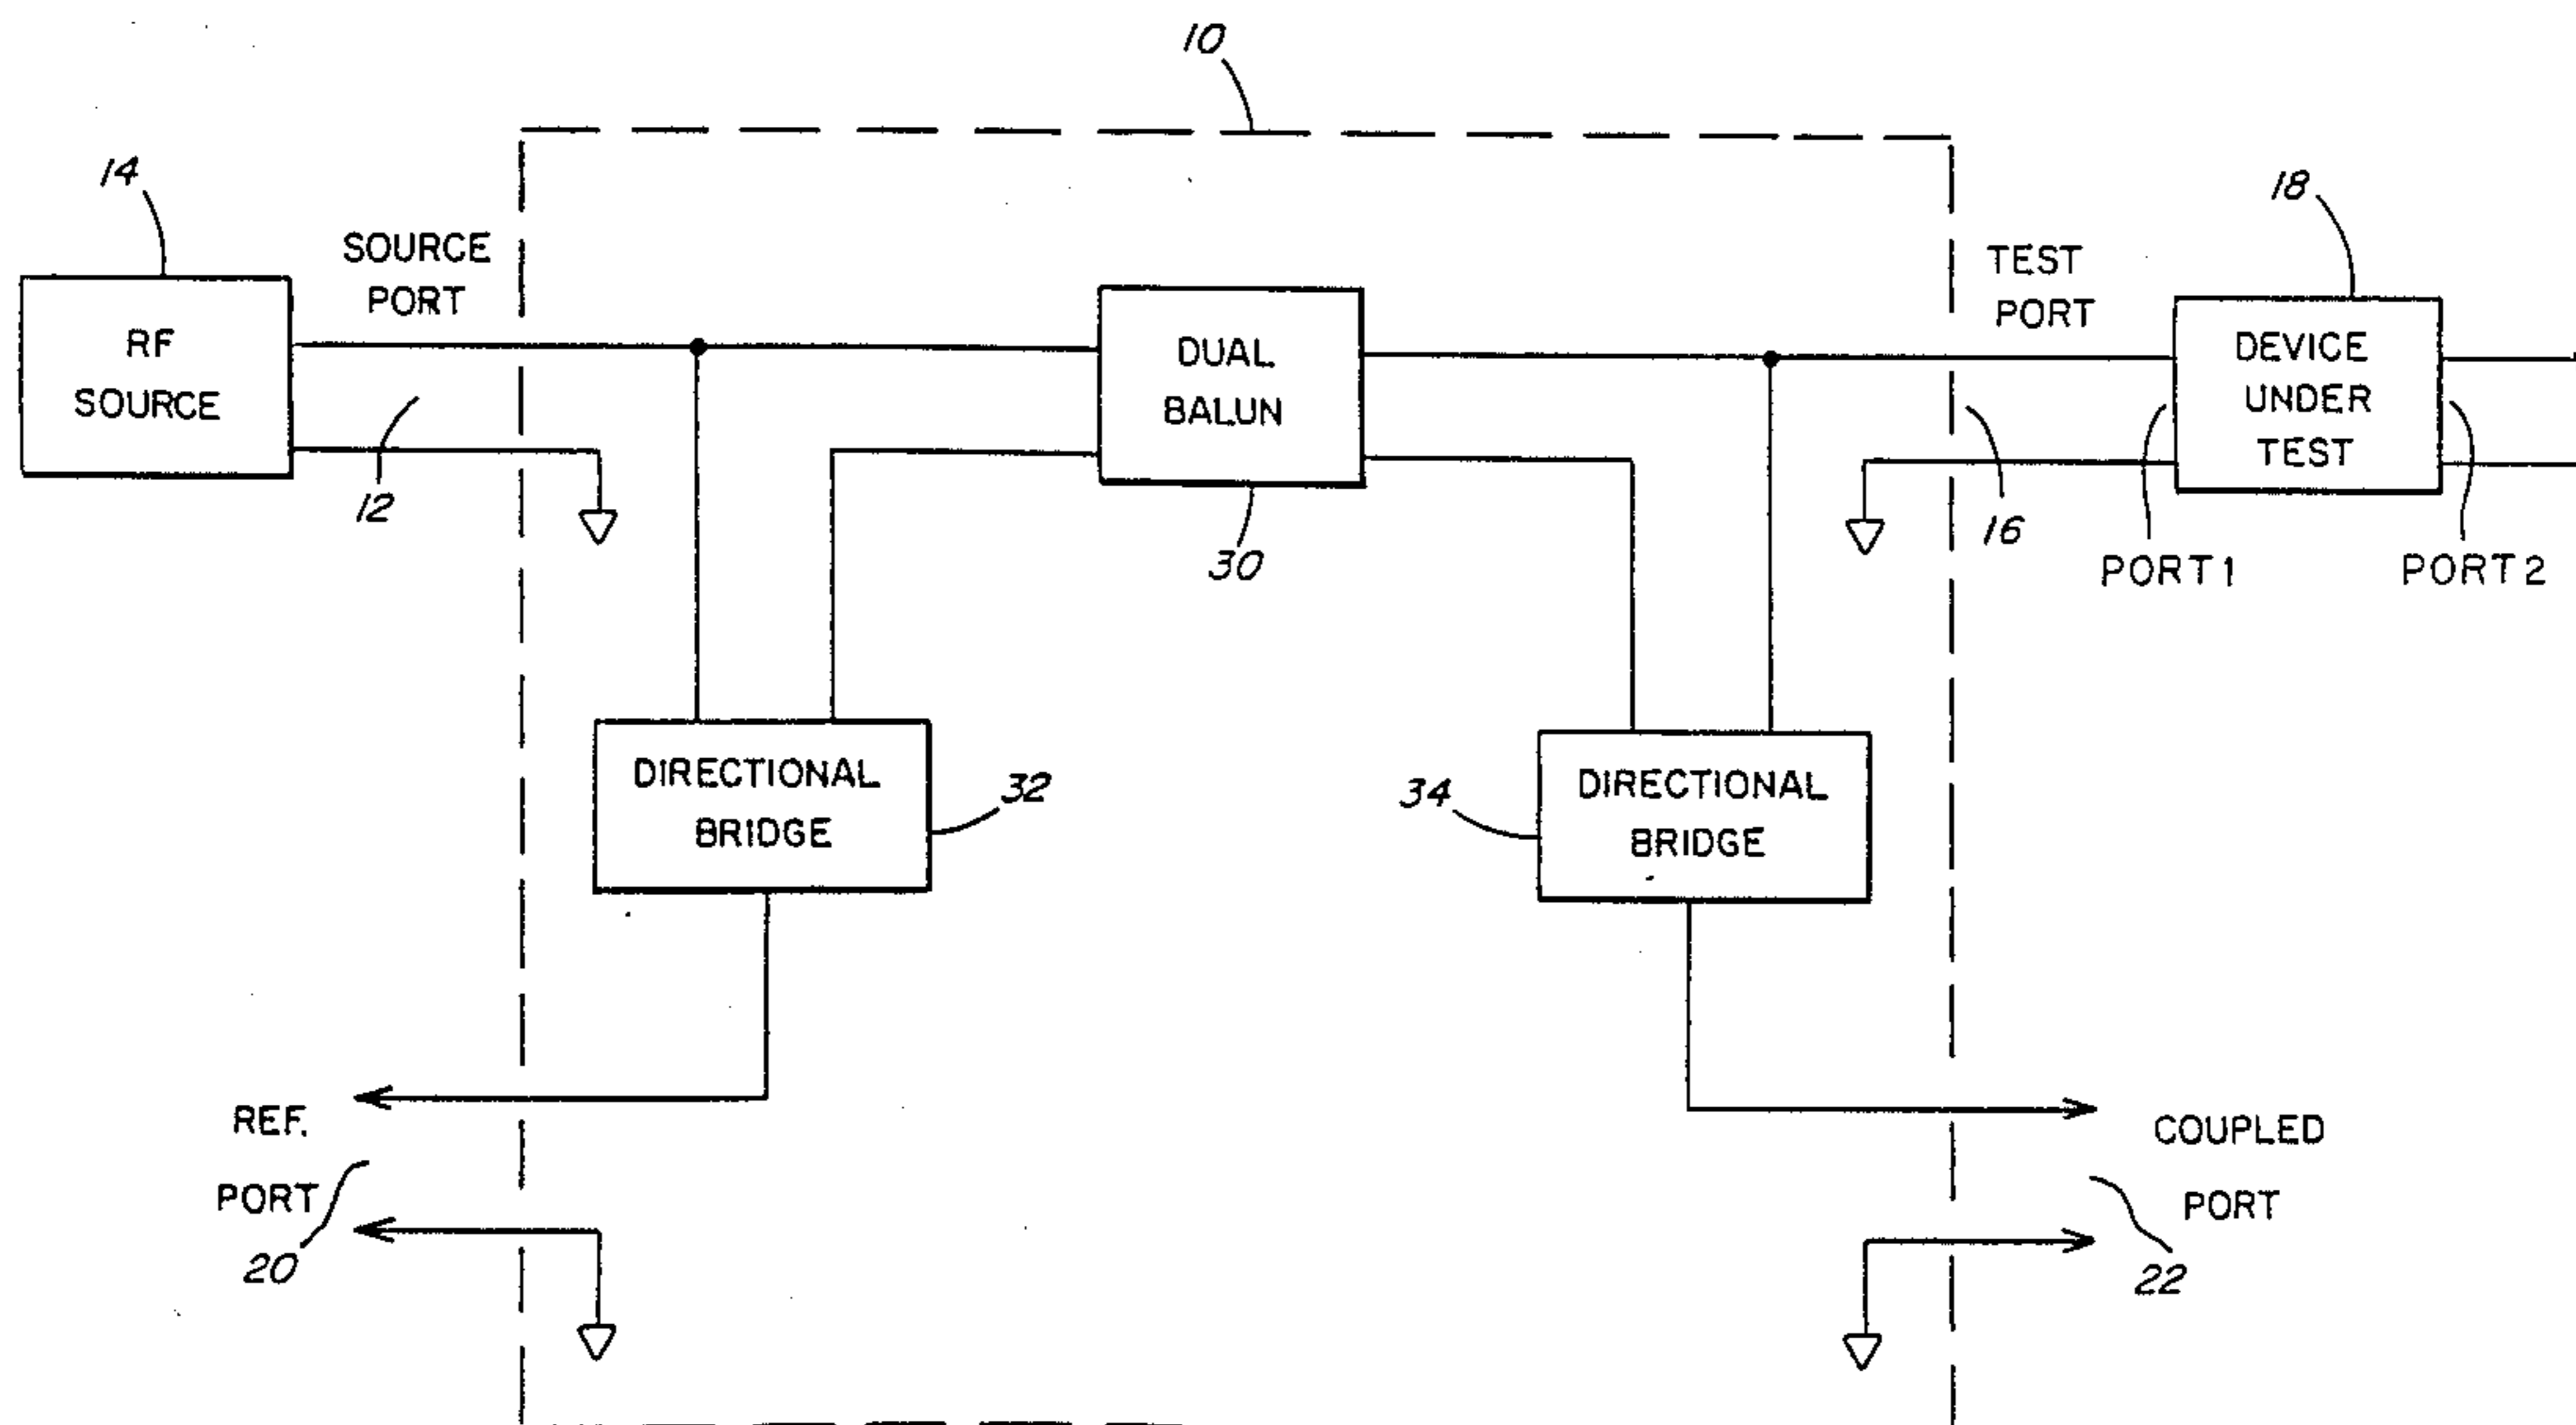 10
14
18
SOURCE
PORT
TEST
PORT
RF
SOURCE
DUAL
BALUN
DEVICE
UNDER
TEST
12
30
16
PORT 1
PORT 2
DIRECTIONAL
BRIDGE
32
34
DIRECTIONAL
BRIDGE
REF.
PORT
20
COUPLED
PORT
22